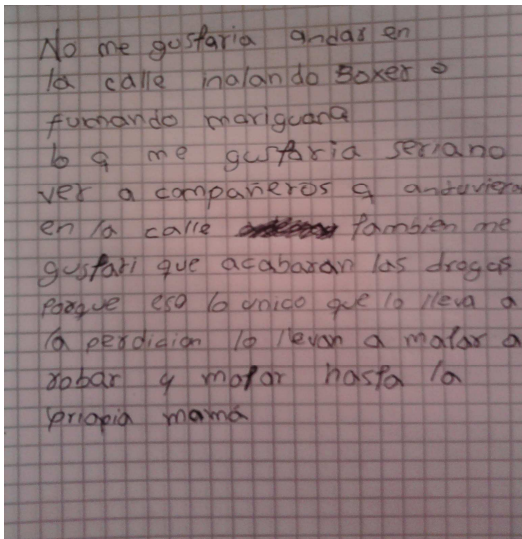 No me gustaria andar en
la calle inalando Boxer o
fumando mariguana
lo q me gustaria seria no
ver a compañeros q anduviera
en la calle tambien me
gustari que acabaran las drogas
porque eso lo unico que lo lleva a
la perdicion lo llevan a matar a
robar y matar hasta la
propia mamá